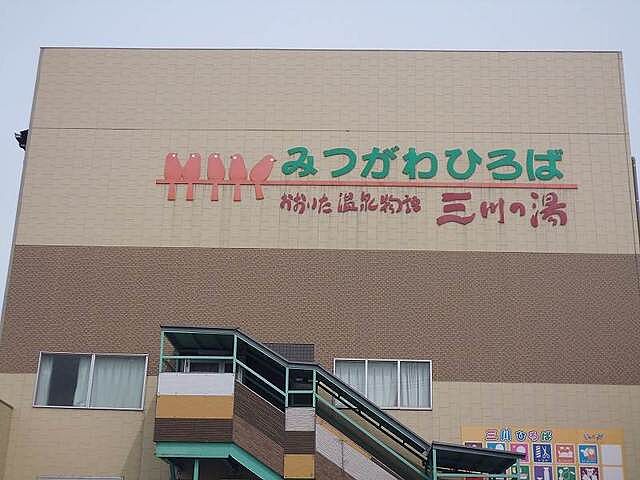 みつがわひろば
おおいた温泉物語 三川の湯
三川ひろば